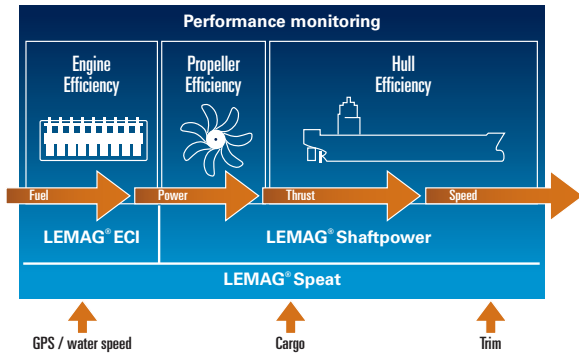 Performance monitoring
Engine
Efficiency
Propeller
Efficiency
Hull
Efficiency
Fuel
Power
Thrust
Speed
LEMAG® ECI
LEMAG® Shaftpower
LEMAG® Speat
GPS / water speed
Cargo
Trim